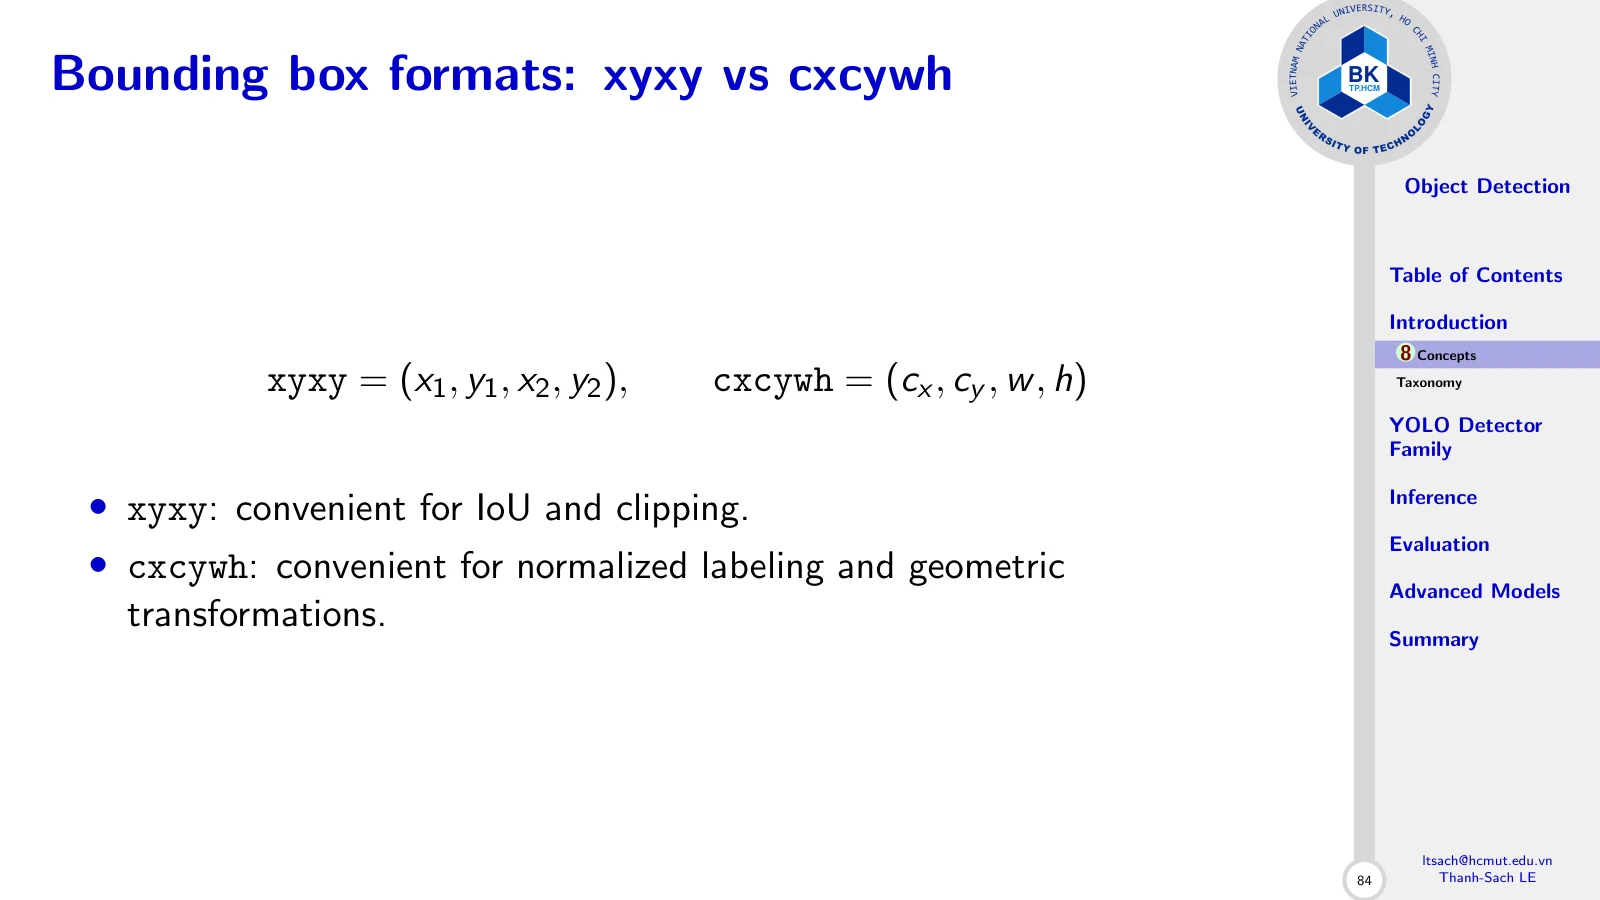 Bounding box formats: xyxy vs cxcywh
xyxy = (x₁, y₁, x₂, y₂),   cxcywh = (cₓ, c_y, w, h)
• xyxy: convenient for IoU and clipping.
• cxcywh: convenient for normalized labeling and geometric
transformations.
VIETNAM NATIONAL UNIVERSITY, HO CHI MINH CITY
BK
TP.HCM
UNIVERSITY OF TECHNOLOGY
Object Detection
Table of Contents
Introduction
8 Concepts
Taxonomy
YOLO Detector
Family
Inference
Evaluation
Advanced Models
Summary
ltsach@hcmut.edu.vn
Thanh-Sach LE
84